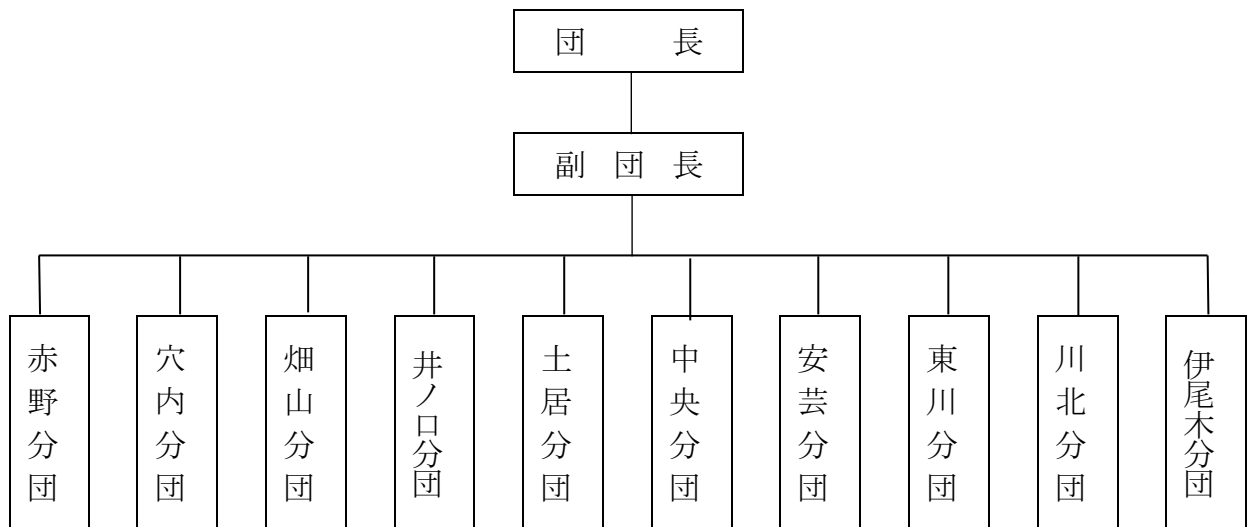 団　　　長
副　団　長
赤野分団
穴内分団
畑山分団
井ノ口分団
土居分団
中央分団
安芸分団
東川分団
川北分団
伊尾木分団